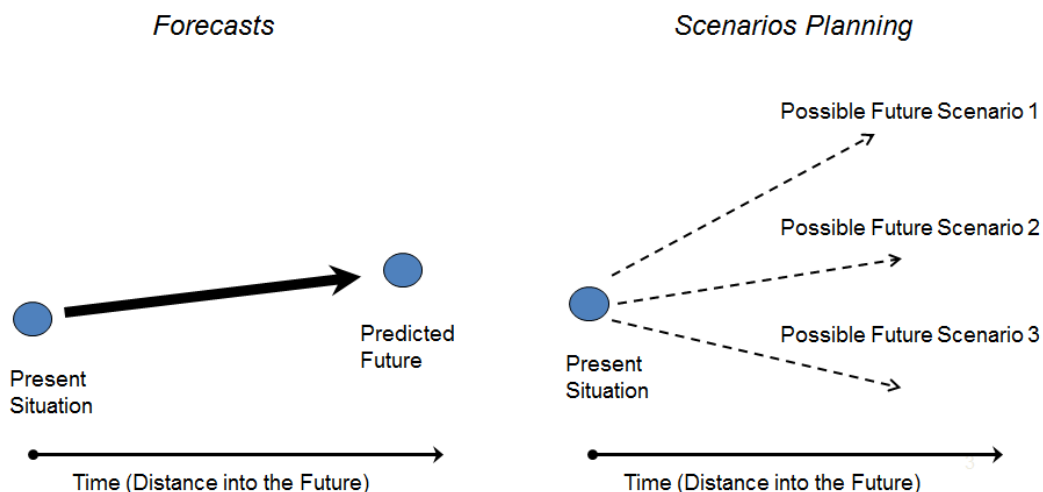 Forecasts
Present
Situation
Predicted
Future
Time (Distance into the Future)
Scenarios Planning
Possible Future Scenario 1
Possible Future Scenario 2
Possible Future Scenario 3
Present
Situation
Time (Distance into the Future)
3